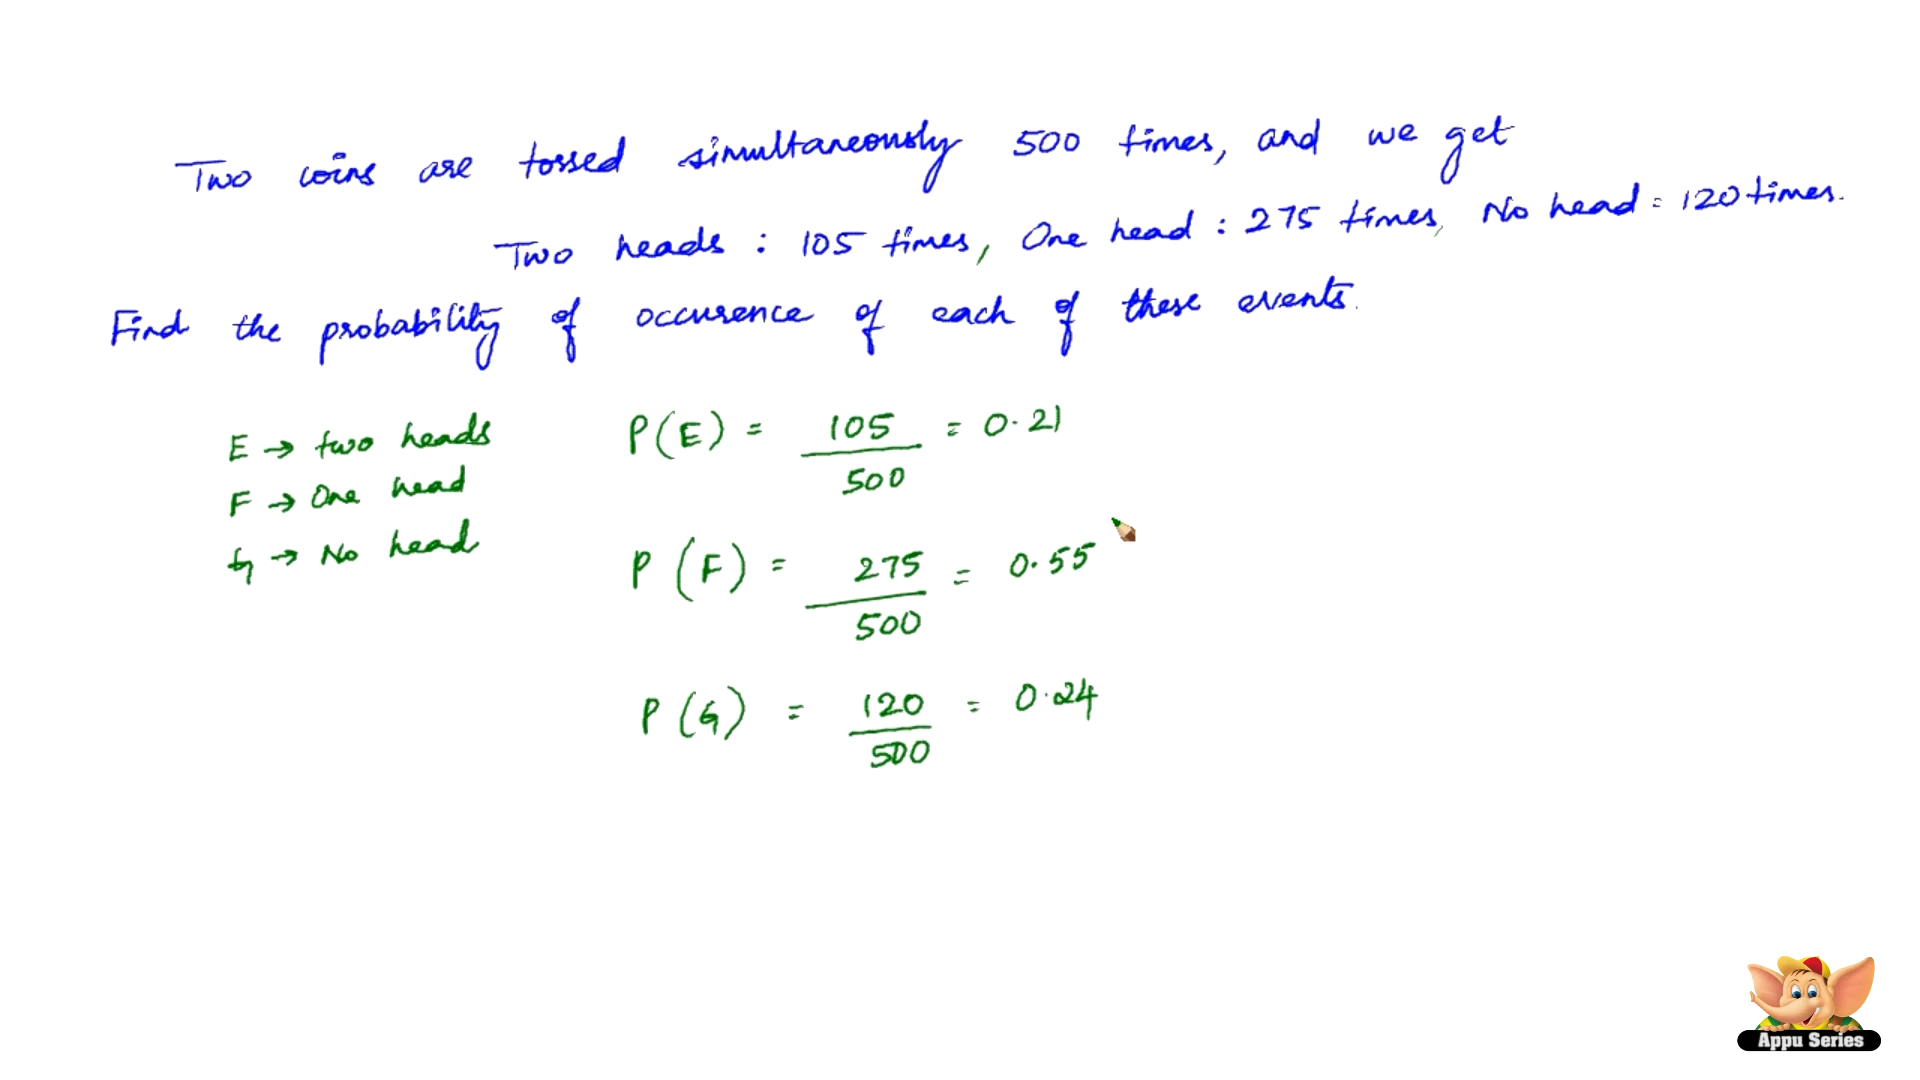 Two coins are tossed simultaneously 500 times, and we get
Two heads : 105 times, One head : 275 times, No head = 120 times.
Find the probability of occurence of each of these events.
E → two heads
F → One head
G → No head
P(E) = 105/500 = 0.21
P(F) = 275/500 = 0.55
P(G) = 120/500 = 0.24
Appu Series